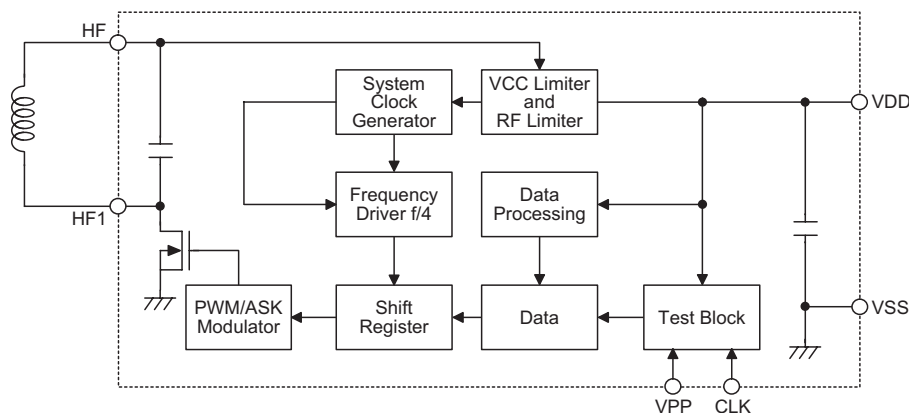 HF
System
Clock
Generator
VCC Limiter
and
RF Limiter
VDD
HF1
Frequency
Driver f/4
Data
Processing
PWM/ASK
Modulator
Shift
Register
Data
Test Block
VSS
VPP
CLK